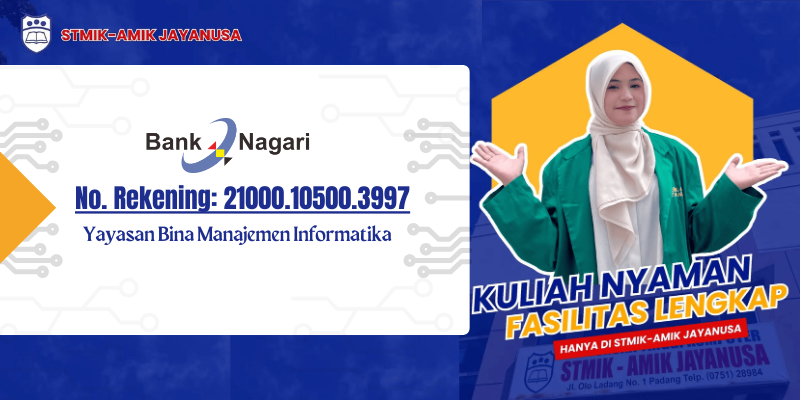 STMIK-AMIK JAYANUSA
Bank Nagari
No. Rekening: 21000.10500.3997
Yayasan Bina Manajemen Informatika
KULIAH NYAMAN
FASILITAS LENGKAP
HANYA DI STMIK-AMIK JAYANUSA
KOMPUTER
STMIK - AMIK JAYANUSA
Jl. Olo Ladang No. 1 Padang Telp. (0751) 28984